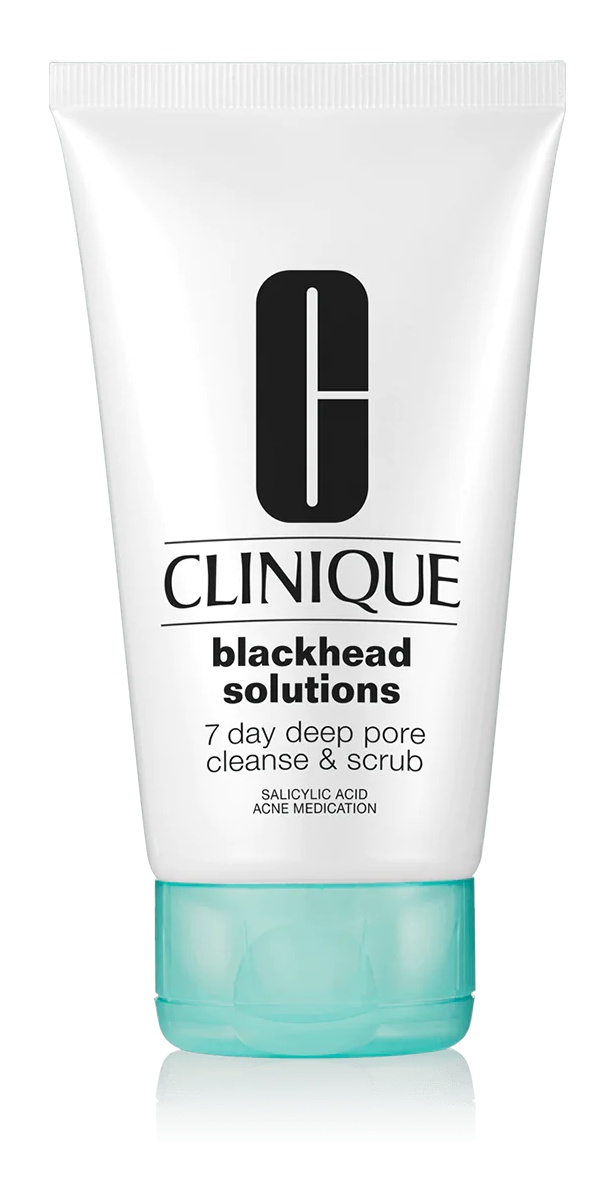 C
CLINIQUE
blackhead
solutions
7 day deep pore
cleanse & scrub
SALICYLIC ACID
ACNE MEDICATION